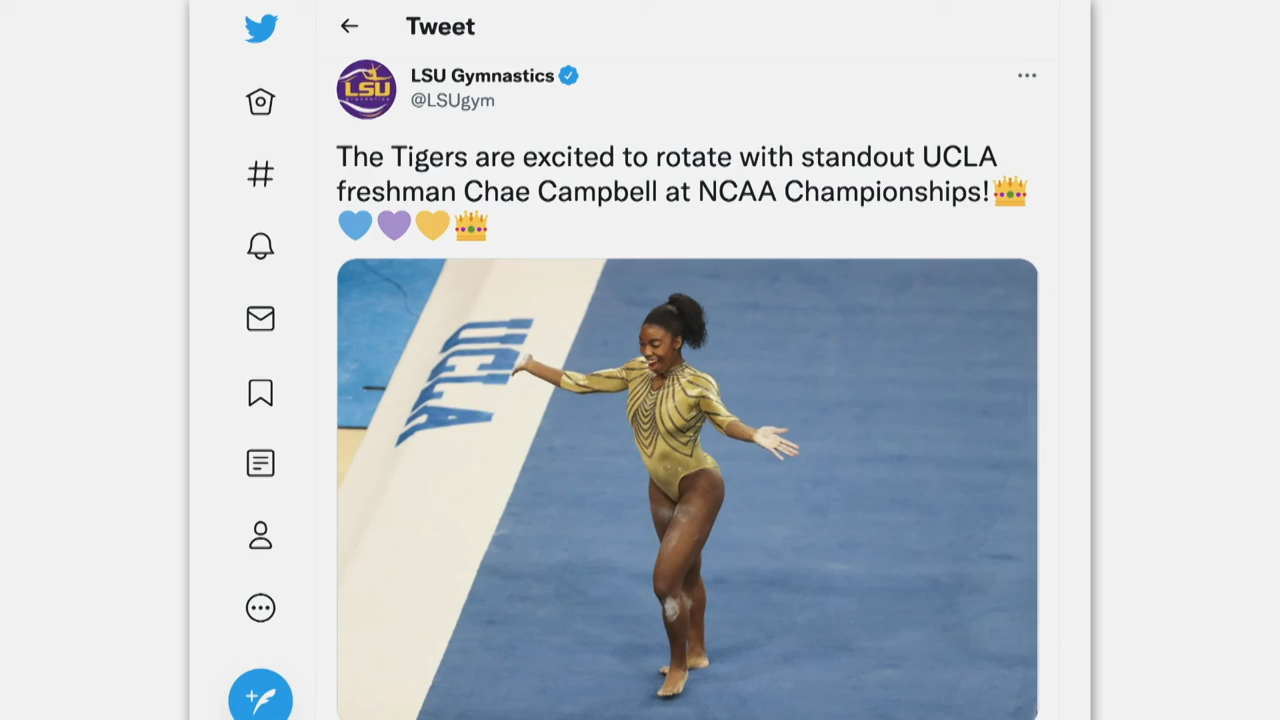 Tweet
LSU Gymnastics
@LSUgym
LSU
The Tigers are excited to rotate with standout UCLA
freshman Chae Campbell at NCAA Championships!👑
💙💜💛👑
UCLA